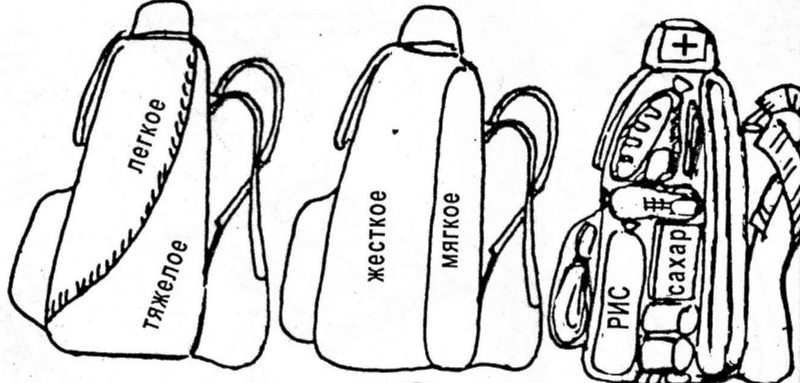 легкое
тяжелое
жесткое
мягкое
РИС
сахар